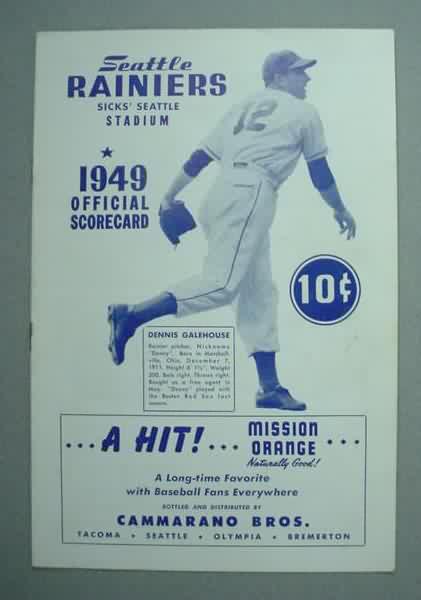 Seattle
RAINIERS
SICKS' SEATTLE
STADIUM
12
1949
OFFICIAL
SCORECARD
10¢
DENNIS GALEHOUSE
Rainier pitcher. Nickname
"Denny". Born in Marshall-
ville, Ohio, December 7,
1911. Height 6' 1½". Weight
200. Bats right. Throws right.
Bought as a free agent in
May. "Denny" played with
the Boston Red Sox last
season.
...A HIT!...
MISSION
ORANGE ...
Naturally Good!
A Long-time Favorite
with Baseball Fans Everywhere
BOTTLED AND DISTRIBUTED BY
CAMMARANO BROS.
TACOMA • SEATTLE • OLYMPIA • BREMERTON